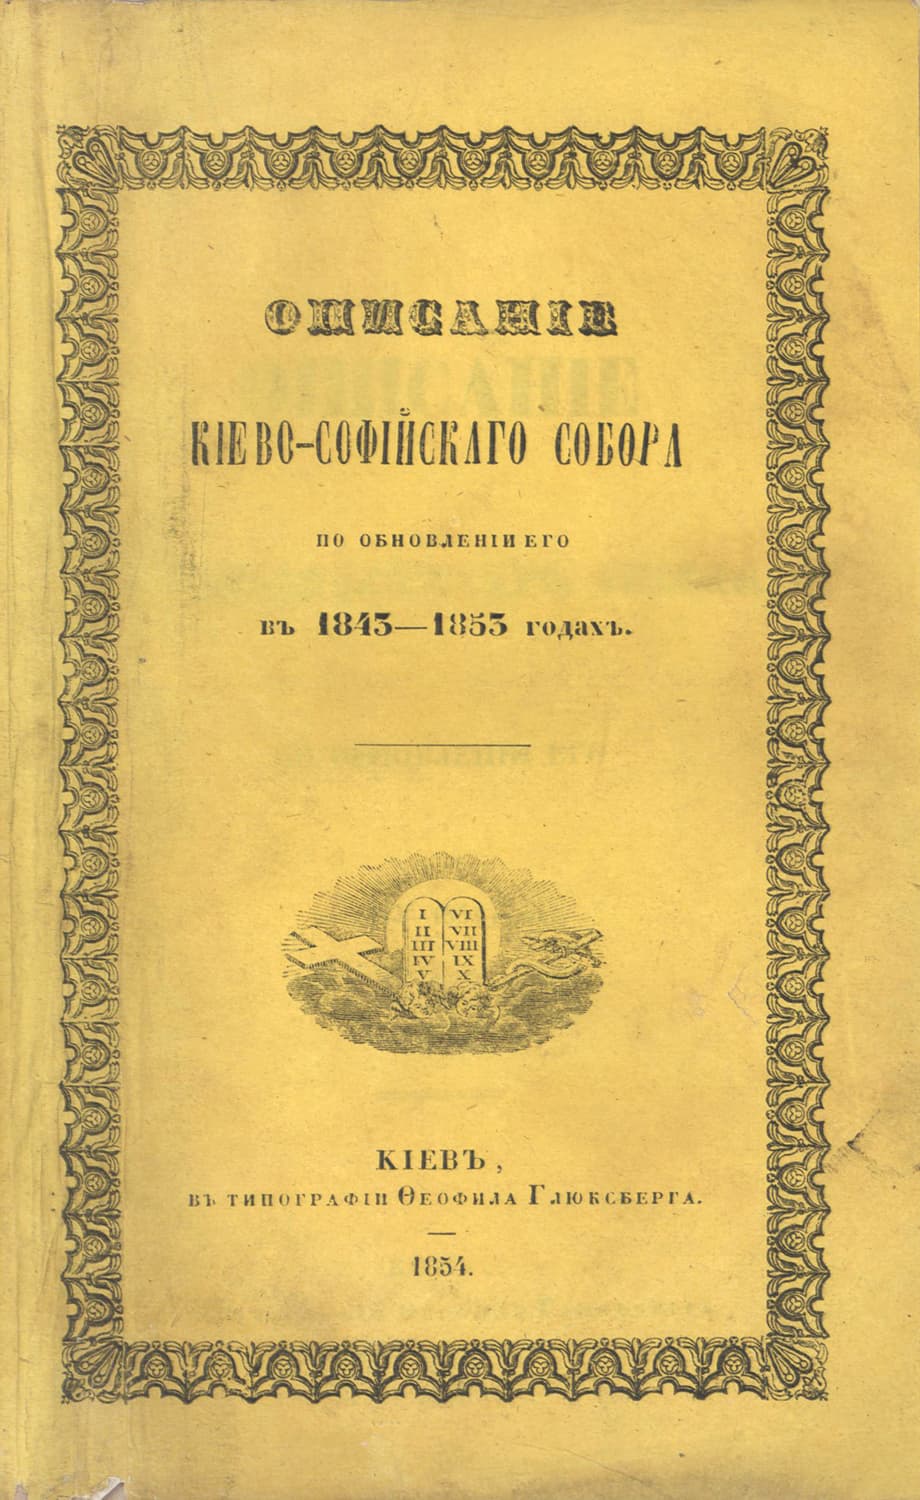 ОПИСАНІЕ
КІЕВО-СОФІЙСКАГО СОБОРА
ПО ОБНОВЛЕНІИ ЕГО
въ 1843—1853 годахъ.
I VI
II VII
III VIII
IV IX
V X
КІЕВЪ,
ВЪ ТИПОГРАФІИ ѲЕОФИЛА ГЛЮКСБЕРГА.
1854.